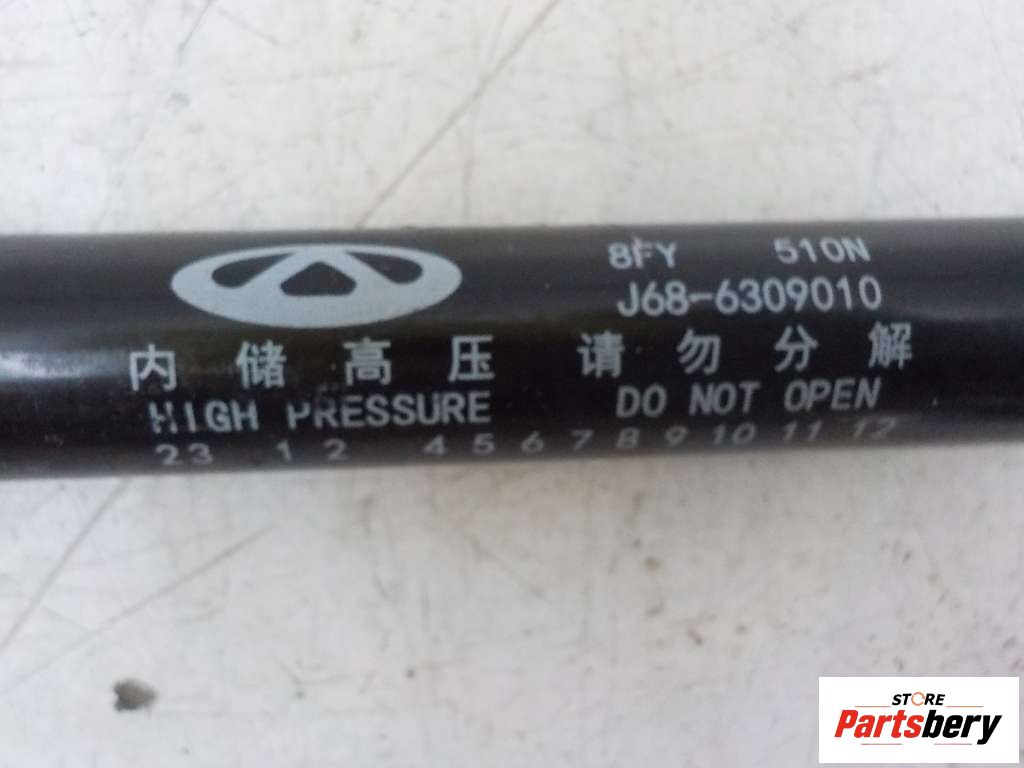 8FY 510N
J68-6309010
内储高压 请勿分解
HIGH PRESSURE DO NOT OPEN
23 1 2 4 5 6 7 8 9 10 11 12
STORE
Partsbery